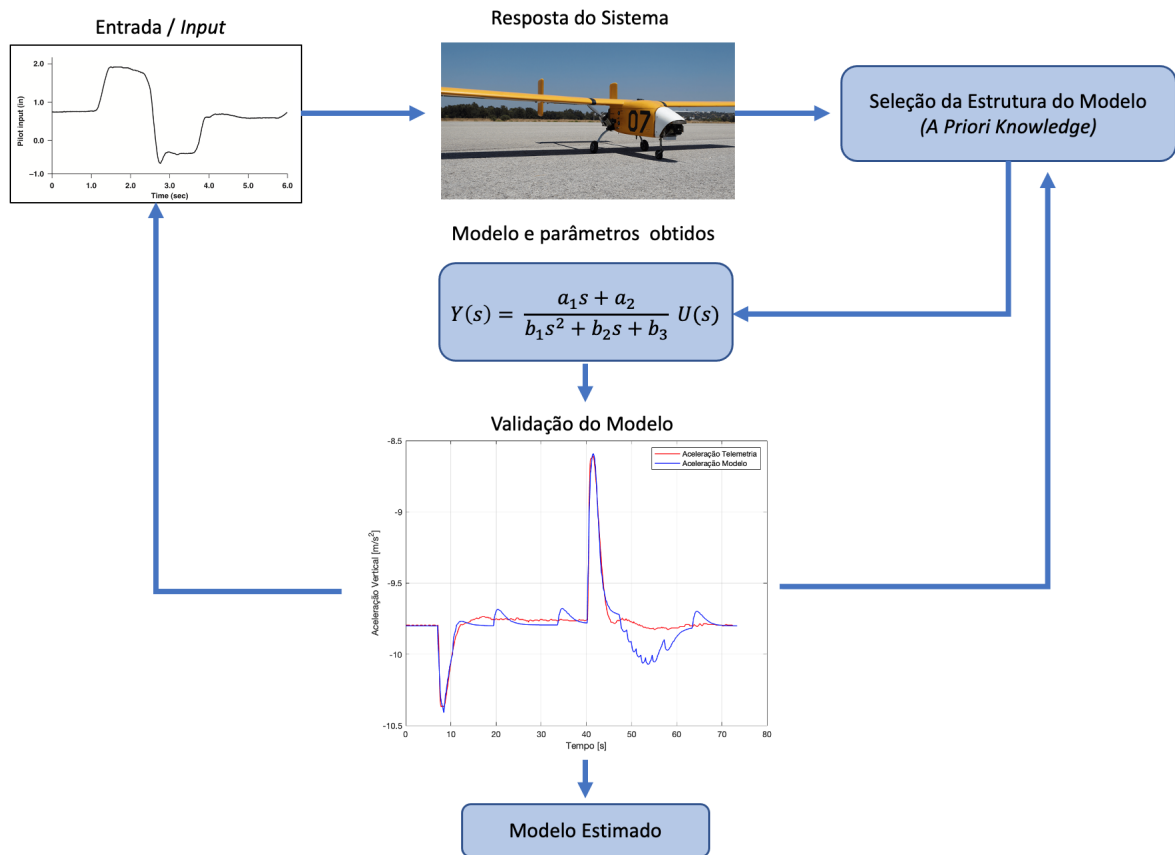 Entrada / Input
Resposta do Sistema
Pilot input (in)
2.0
1.0
0.0
–1.0
0
1.0
2.0
3.0
4.0
5.0
6.0
Time (sec)
07
Seleção da Estrutura do Modelo
(A Priori Knowledge)
Modelo e parâmetros obtidos
Y(s) = (a₁s + a₂) / (b₁s² + b₂s + b₃) U(s)
Validação do Modelo
Aceleração Telemetria
Aceleração Modelo
Aceleração Vertical [m/s²]
-8.5
-9
-9.5
-10
-10.5
0
10
20
30
40
50
60
70
80
Tempo [s]
Modelo Estimado